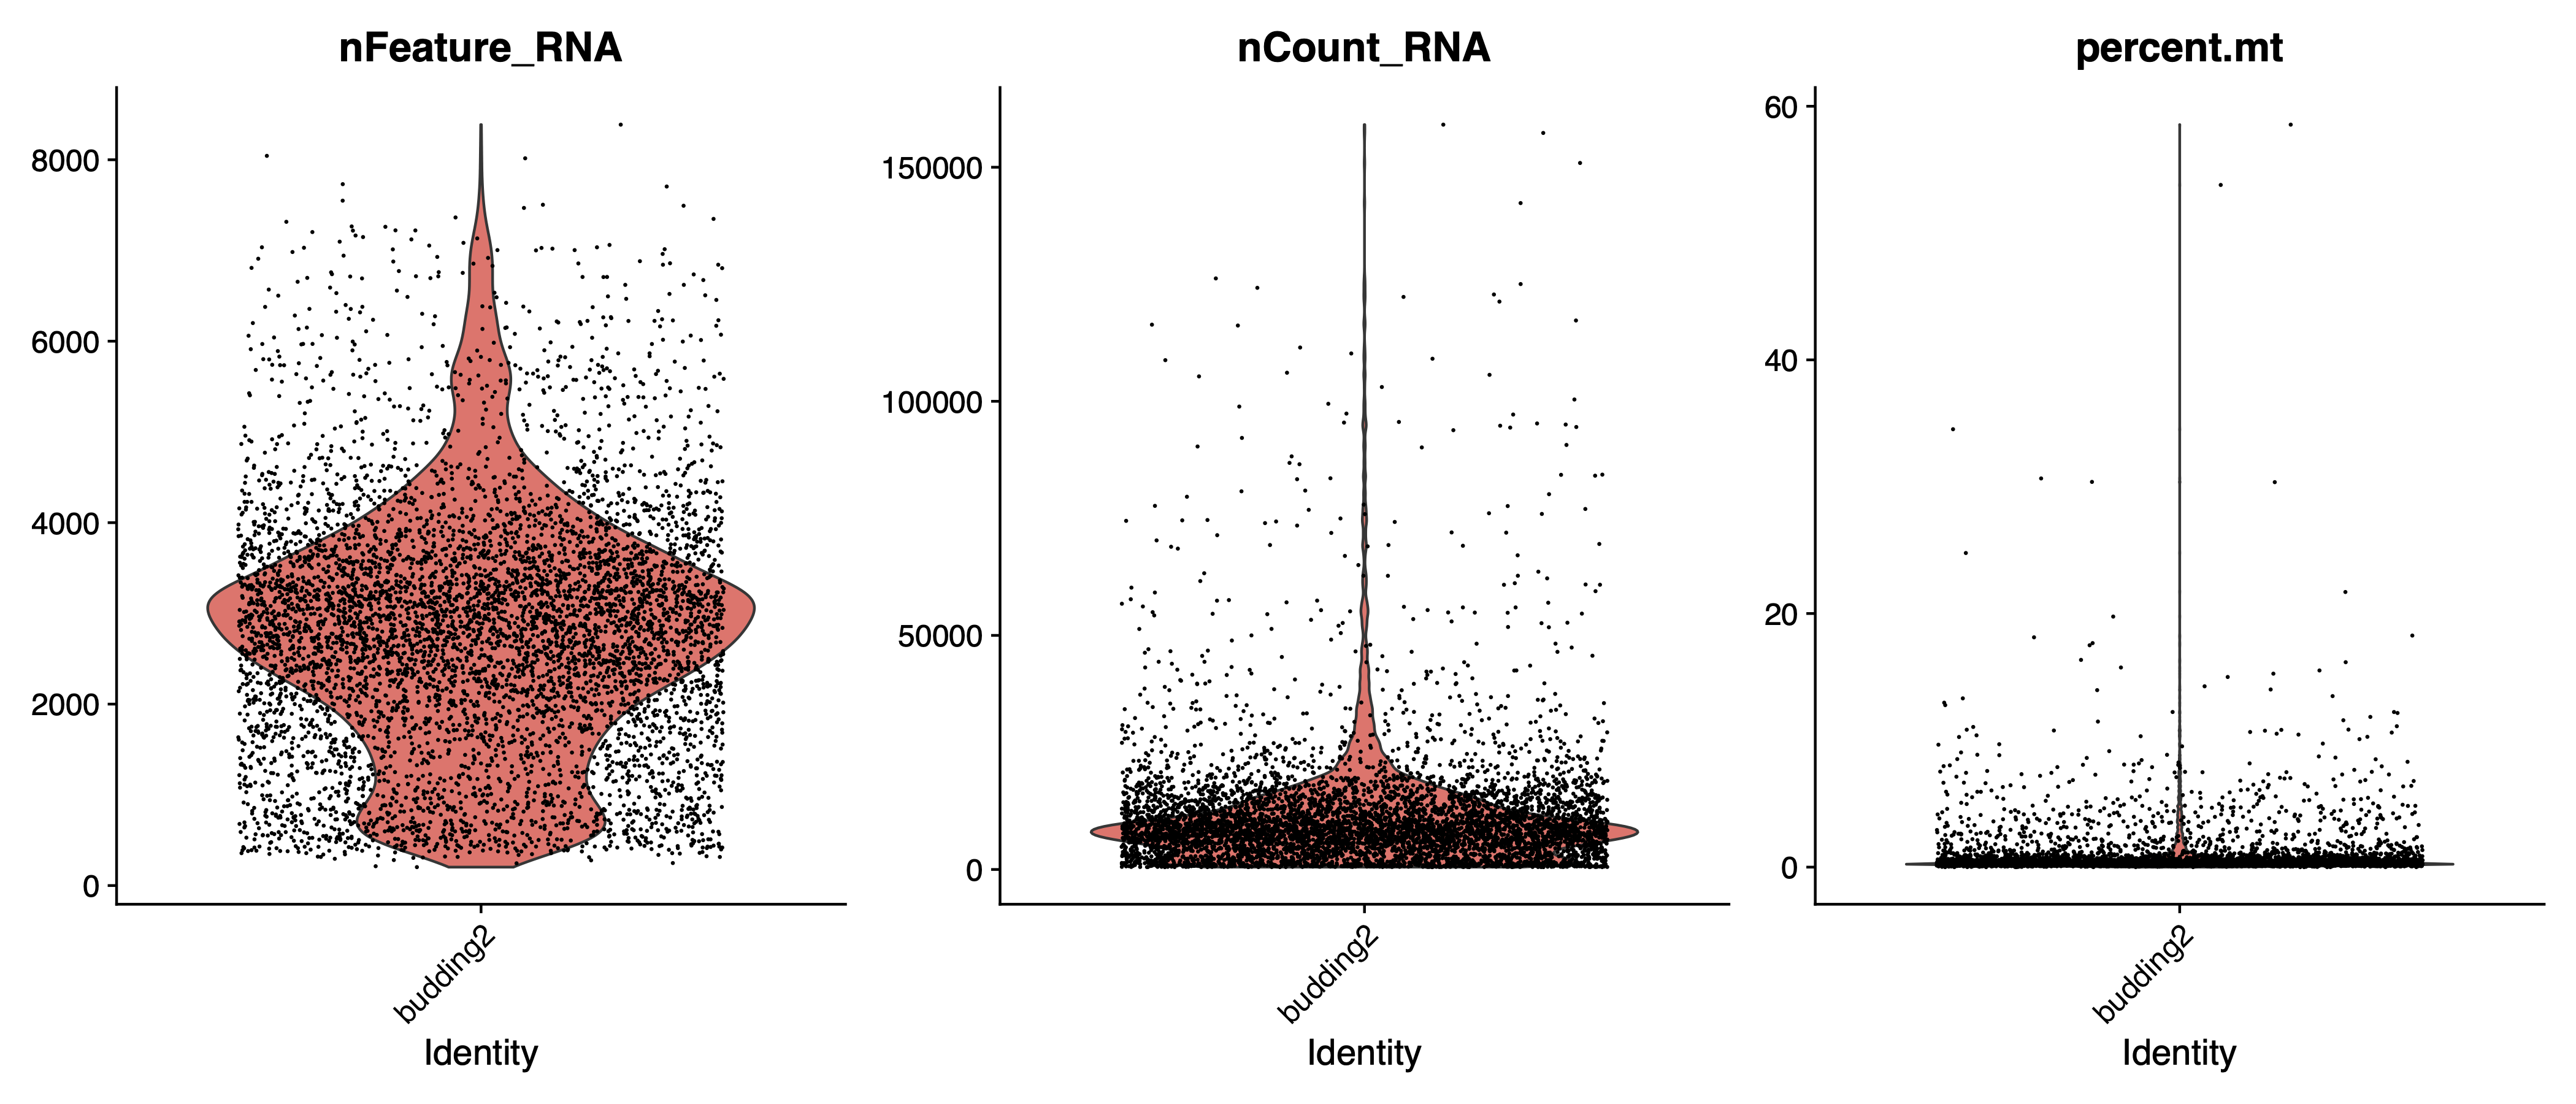 nFeature_RNA
8000
6000
4000
2000
0
budding2
Identity
nCount_RNA
150000
100000
50000
0
budding2
Identity
percent.mt
60
40
20
0
budding2
Identity